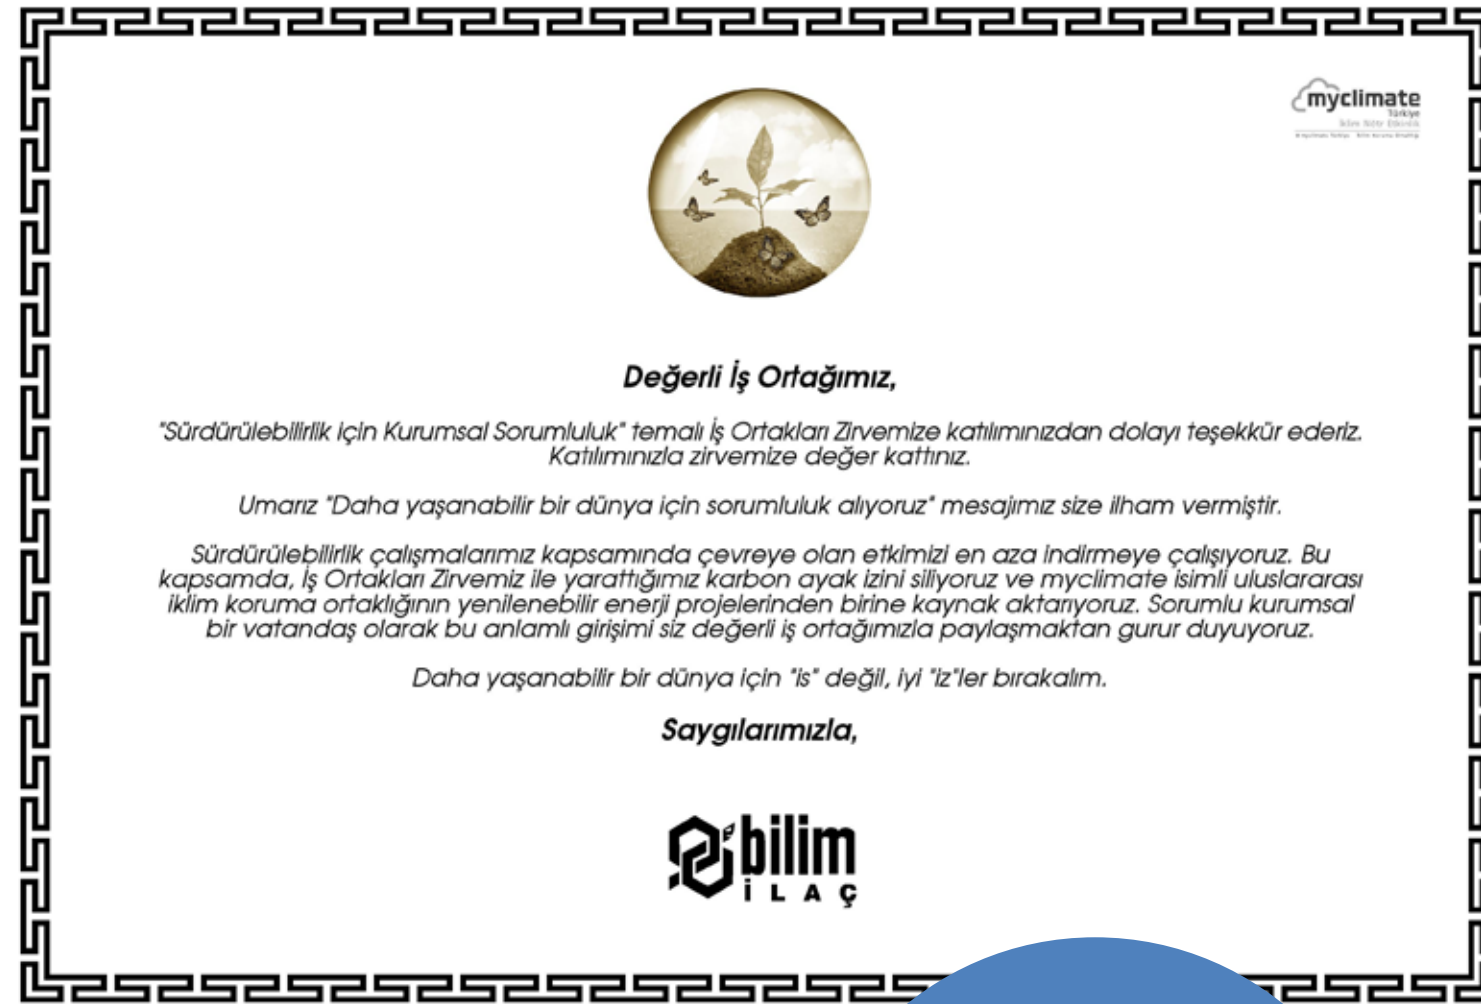 myclimate
Türkiye
İklim Nötr Etkinlik
Değerli İş Ortağımız,
"Sürdürülebilirlik için Kurumsal Sorumluluk" temalı İş Ortakları Zirvemize katılımınızdan dolayı teşekkür ederiz.
Katılımınızla zirvemize değer kattınız.
Umarız "Daha yaşanabilir bir dünya için sorumluluk alıyoruz" mesajımız size ilham vermiştir.
Sürdürülebilirlik çalışmalarımız kapsamında çevreye olan etkimizi en aza indirmeye çalışıyoruz. Bu
kapsamda, İş Ortakları Zirvemiz ile yarattığımız karbon ayak izini siliyoruz ve myclimate isimli uluslararası
iklim koruma ortaklığının yenilenebilir enerji projelerinden birine kaynak aktarıyoruz. Sorumlu kurumsal
bir vatandaş olarak bu anlamlı girişimi siz değerli iş ortağımızla paylaşmaktan gurur duyuyoruz.
Daha yaşanabilir bir dünya için "is" değil, iyi "iz"ler bırakalım.
Saygılarımızla,
bilim
İLAÇ